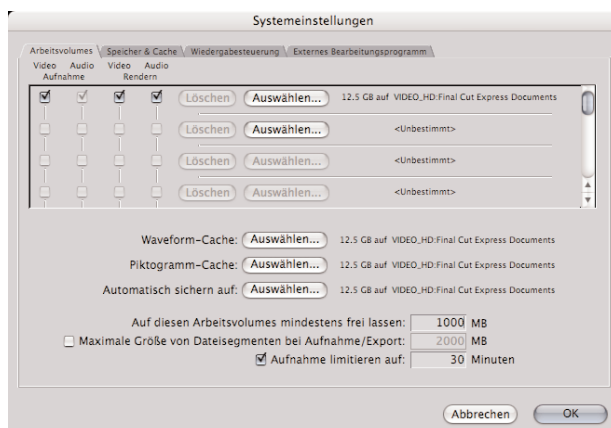 Systemeinstellungen
Arbeitsvolumes Speicher & Cache Wiedergabesteuerung Externes Bearbeitungsprogramm
Video Audio Video Audio
Aufnahme Rendern
Löschen Auswählen... 12.5 GB auf VIDEO_HD:Final Cut Express Documents
Löschen Auswählen... <Unbestimmt>
Löschen Auswählen... <Unbestimmt>
Löschen Auswählen... <Unbestimmt>
Waveform-Cache: Auswählen... 12.5 GB auf VIDEO_HD:Final Cut Express Documents
Piktogramm-Cache: Auswählen... 12.5 GB auf VIDEO_HD:Final Cut Express Documents
Automatisch sichern auf: Auswählen... 12.5 GB auf VIDEO_HD:Final Cut Express Documents
Auf diesen Arbeitsvolumes mindestens frei lassen: 1000 MB
Maximale Größe von Dateisegmenten bei Aufnahme/Export: 2000 MB
Aufnahme limitieren auf: 30 Minuten
Abbrechen OK